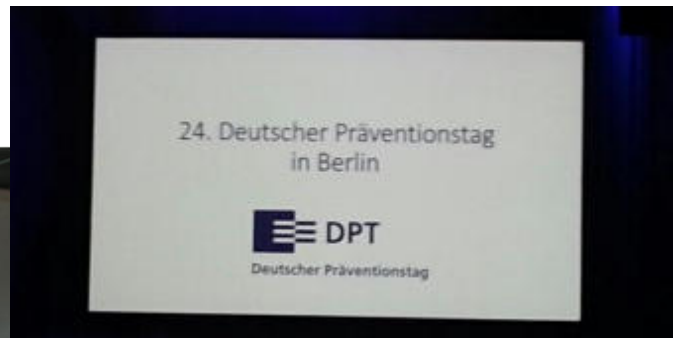 24. Deutscher Präventionstag
in Berlin
DPT
Deutscher Präventionstag